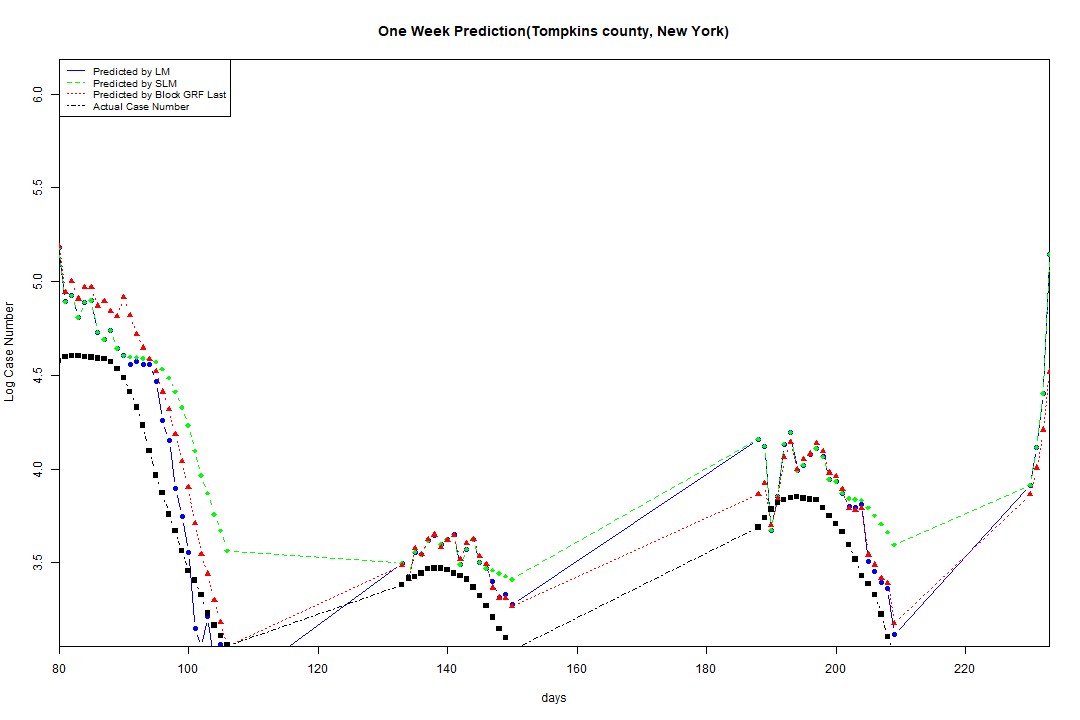 One Week Prediction(Tompkins county, New York)
Predicted by LM
Predicted by SLM
Predicted by Block GRF Last
Actual Case Number
Log Case Number
6.0
5.5
5.0
4.5
4.0
3.5
80 100 120 140 160 180 200 220
days